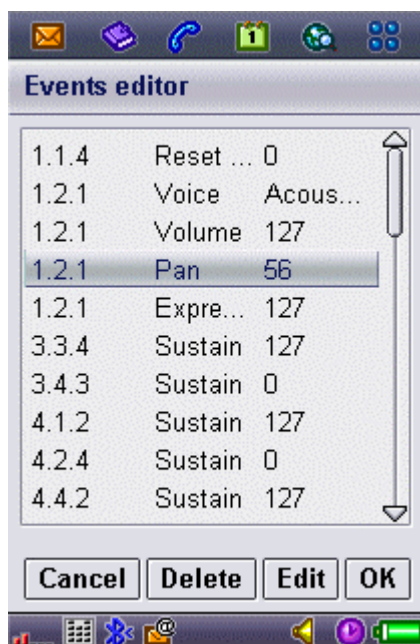 1
Events editor
1.1.4 Reset ... 0
1.2.1 Voice Acous...
1.2.1 Volume 127
1.2.1 Pan 56
1.2.1 Expre... 127
3.3.4 Sustain 127
3.4.3 Sustain 0
4.1.2 Sustain 127
4.2.4 Sustain 0
4.4.2 Sustain 127
Cancel Delete Edit OK
@